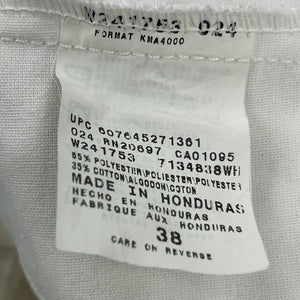 W241753 024
FORMAT KMA4000
UPC 607645271361
024 RN20697 CA01095
W241753 7134838WH
65% POLYESTER/POLIESTER/POLYESTER
35% COTTON/ALGODON/COTON
MADE IN HONDURAS
HECHO EN HONDURAS
FABRIQUE AUX HONDURAS
38
CARE ON REVERSE